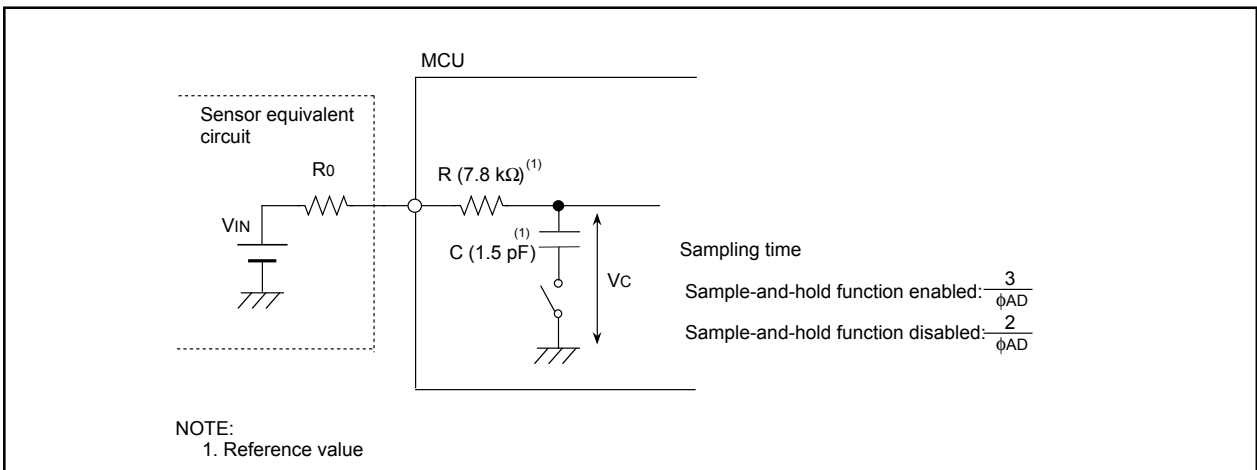 MCU
Sensor equivalent
circuit
R0
R (7.8 kΩ)(1)
VIN
(1)
C (1.5 pF)
VC
Sampling time
Sample-and-hold function enabled: 3
ϕAD
Sample-and-hold function disabled: 2
ϕAD
NOTE:
1. Reference value